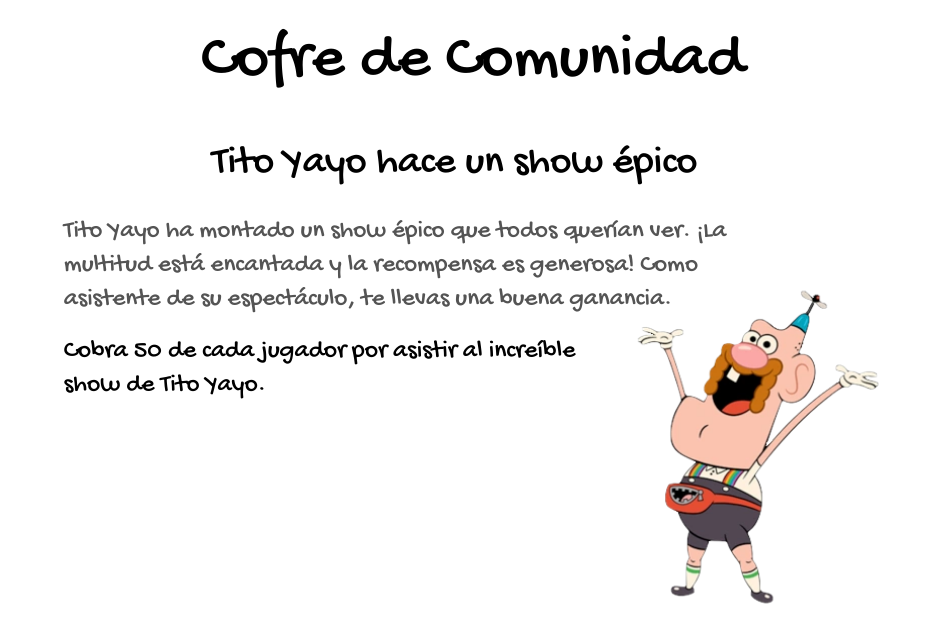 Cofre de Comunidad
Tito Yayo hace un show épico
Tito Yayo ha montado un show épico que todos querían ver. ¡La
multitud está encantada y la recompensa es generosa! Como
asistente de su espectáculo, te llevas una buena ganancia.
Cobra 50 de cada jugador por asistir al increíble
show de Tito Yayo.